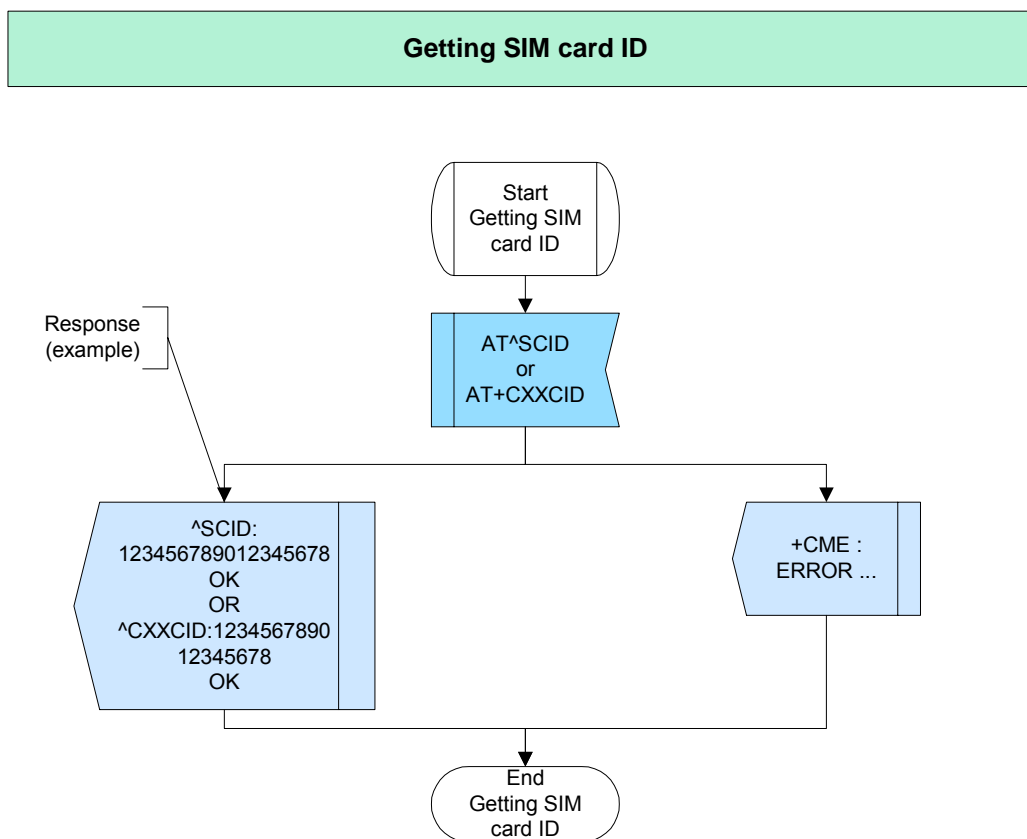 Getting SIM card ID
Start
Getting SIM
card ID
Response
(example)
AT^SCID
or
AT+CXXCID
^SCID:
123456789012345678
OK
OR
^CXXCID:1234567890
12345678
OK
+CME :
ERROR ...
End
Getting SIM
card ID